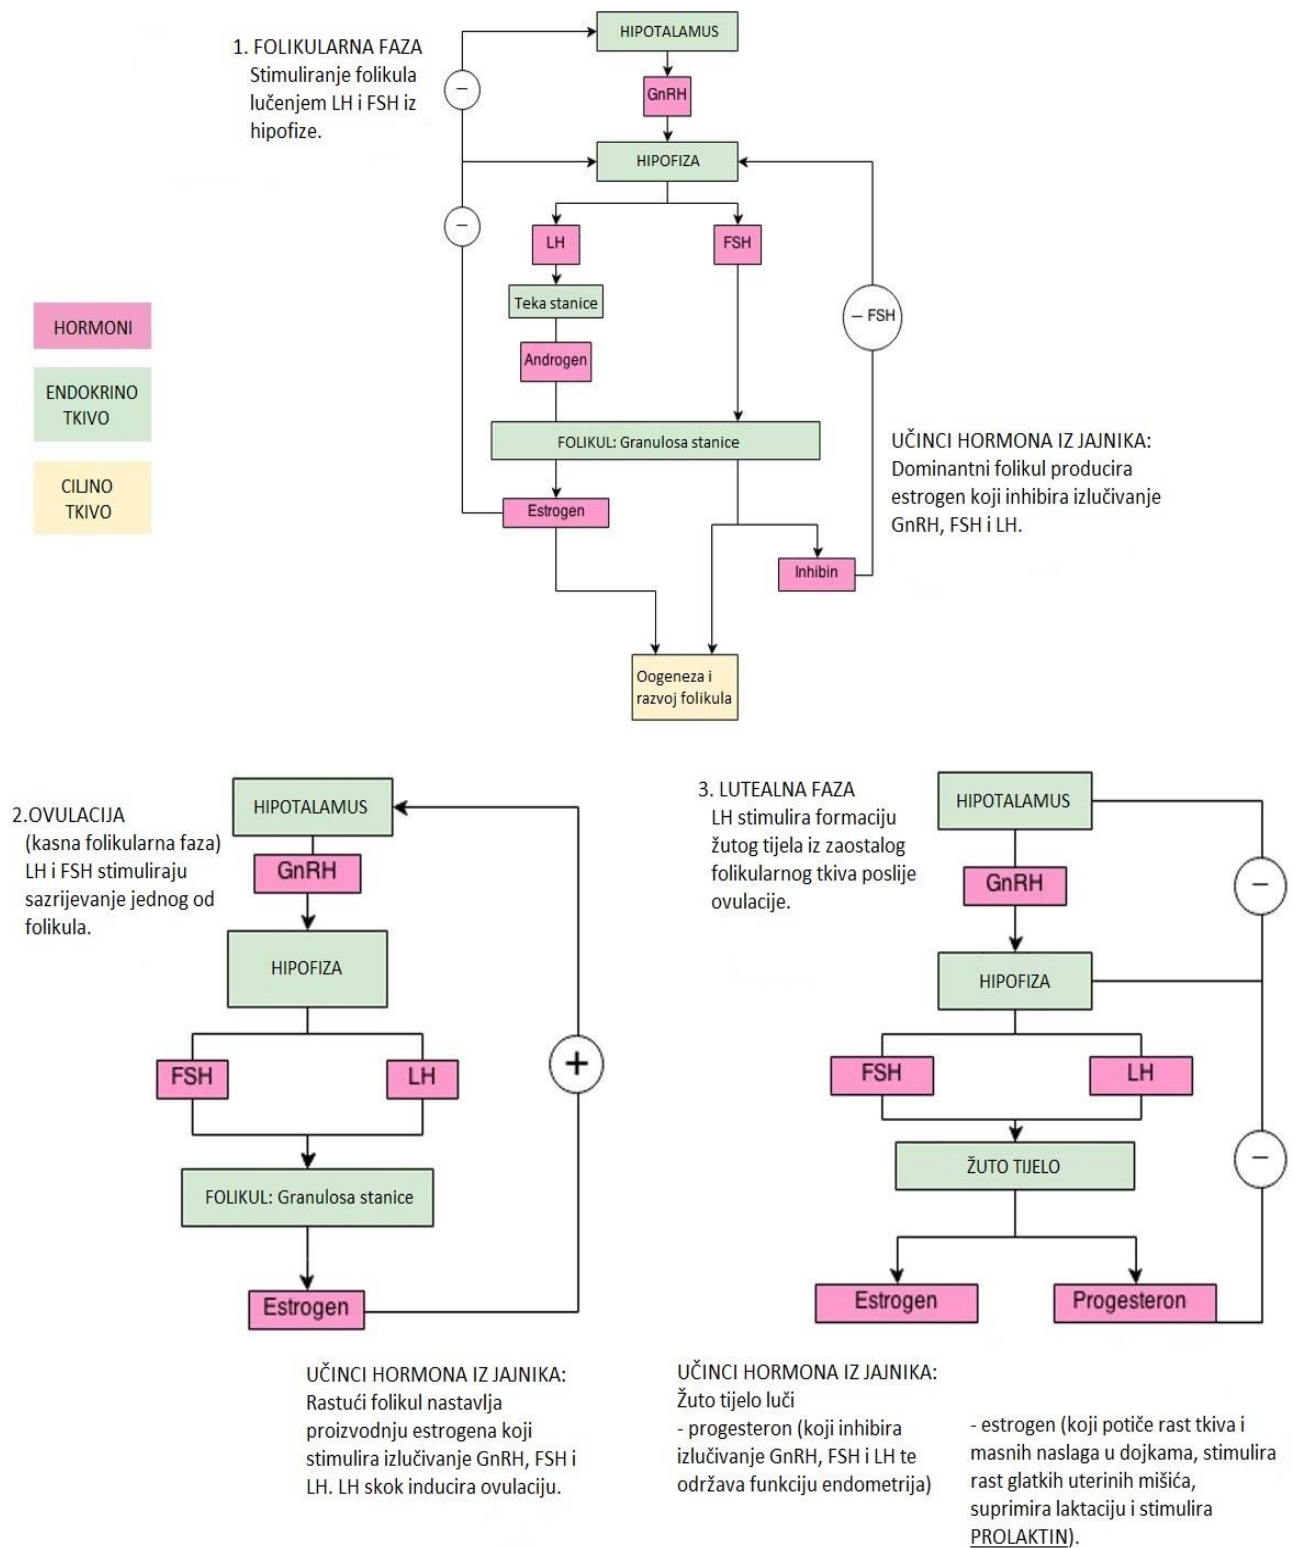 1. FOLIKULARNA FAZA
Stimuliranje folikula
lučenjem LH i FSH iz
hipofize.
HIPOTALAMUS
GnRH
HIPOFIZA
−
−
LH
FSH
Teka stanice
Androgen
− FSH
FOLIKUL: Granulosa stanice
Estrogen
Inhibin
Oogeneza i
razvoj folikula
HORMONI
ENDOKRINO
TKIVO
CILJNO
TKIVO
UČINCI HORMONA IZ JAJNIKA:
Dominantni folikul producira
estrogen koji inhibira izlučivanje
GnRH, FSH i LH.
2.OVULACIJA
(kasna folikularna faza)
LH i FSH stimuliraju
sazrijevanje jednog od
folikula.
HIPOTALAMUS
GnRH
HIPOFIZA
FSH
LH
+
FOLIKUL: Granulosa stanice
Estrogen
UČINCI HORMONA IZ JAJNIKA:
Rastući folikul nastavlja
proizvodnju estrogena koji
stimulira izlučivanje GnRH, FSH i
LH. LH skok inducira ovulaciju.
3. LUTEALNA FAZA
LH stimulira formaciju
žutog tijela iz zaostalog
folikularnog tkiva poslije
ovulacije.
HIPOTALAMUS
GnRH
−
HIPOFIZA
FSH
LH
−
ŽUTO TIJELO
Estrogen
Progesteron
UČINCI HORMONA IZ JAJNIKA:
Žuto tijelo luči
- progesteron (koji inhibira
izlučivanje GnRH, FSH i LH te
održava funkciju endometrija)
- estrogen (koji potiče rast tkiva i
masnih naslaga u dojkama, stimulira
rast glatkih uterinih mišića,
suprimira laktaciju i stimulira
PROLAKTIN).